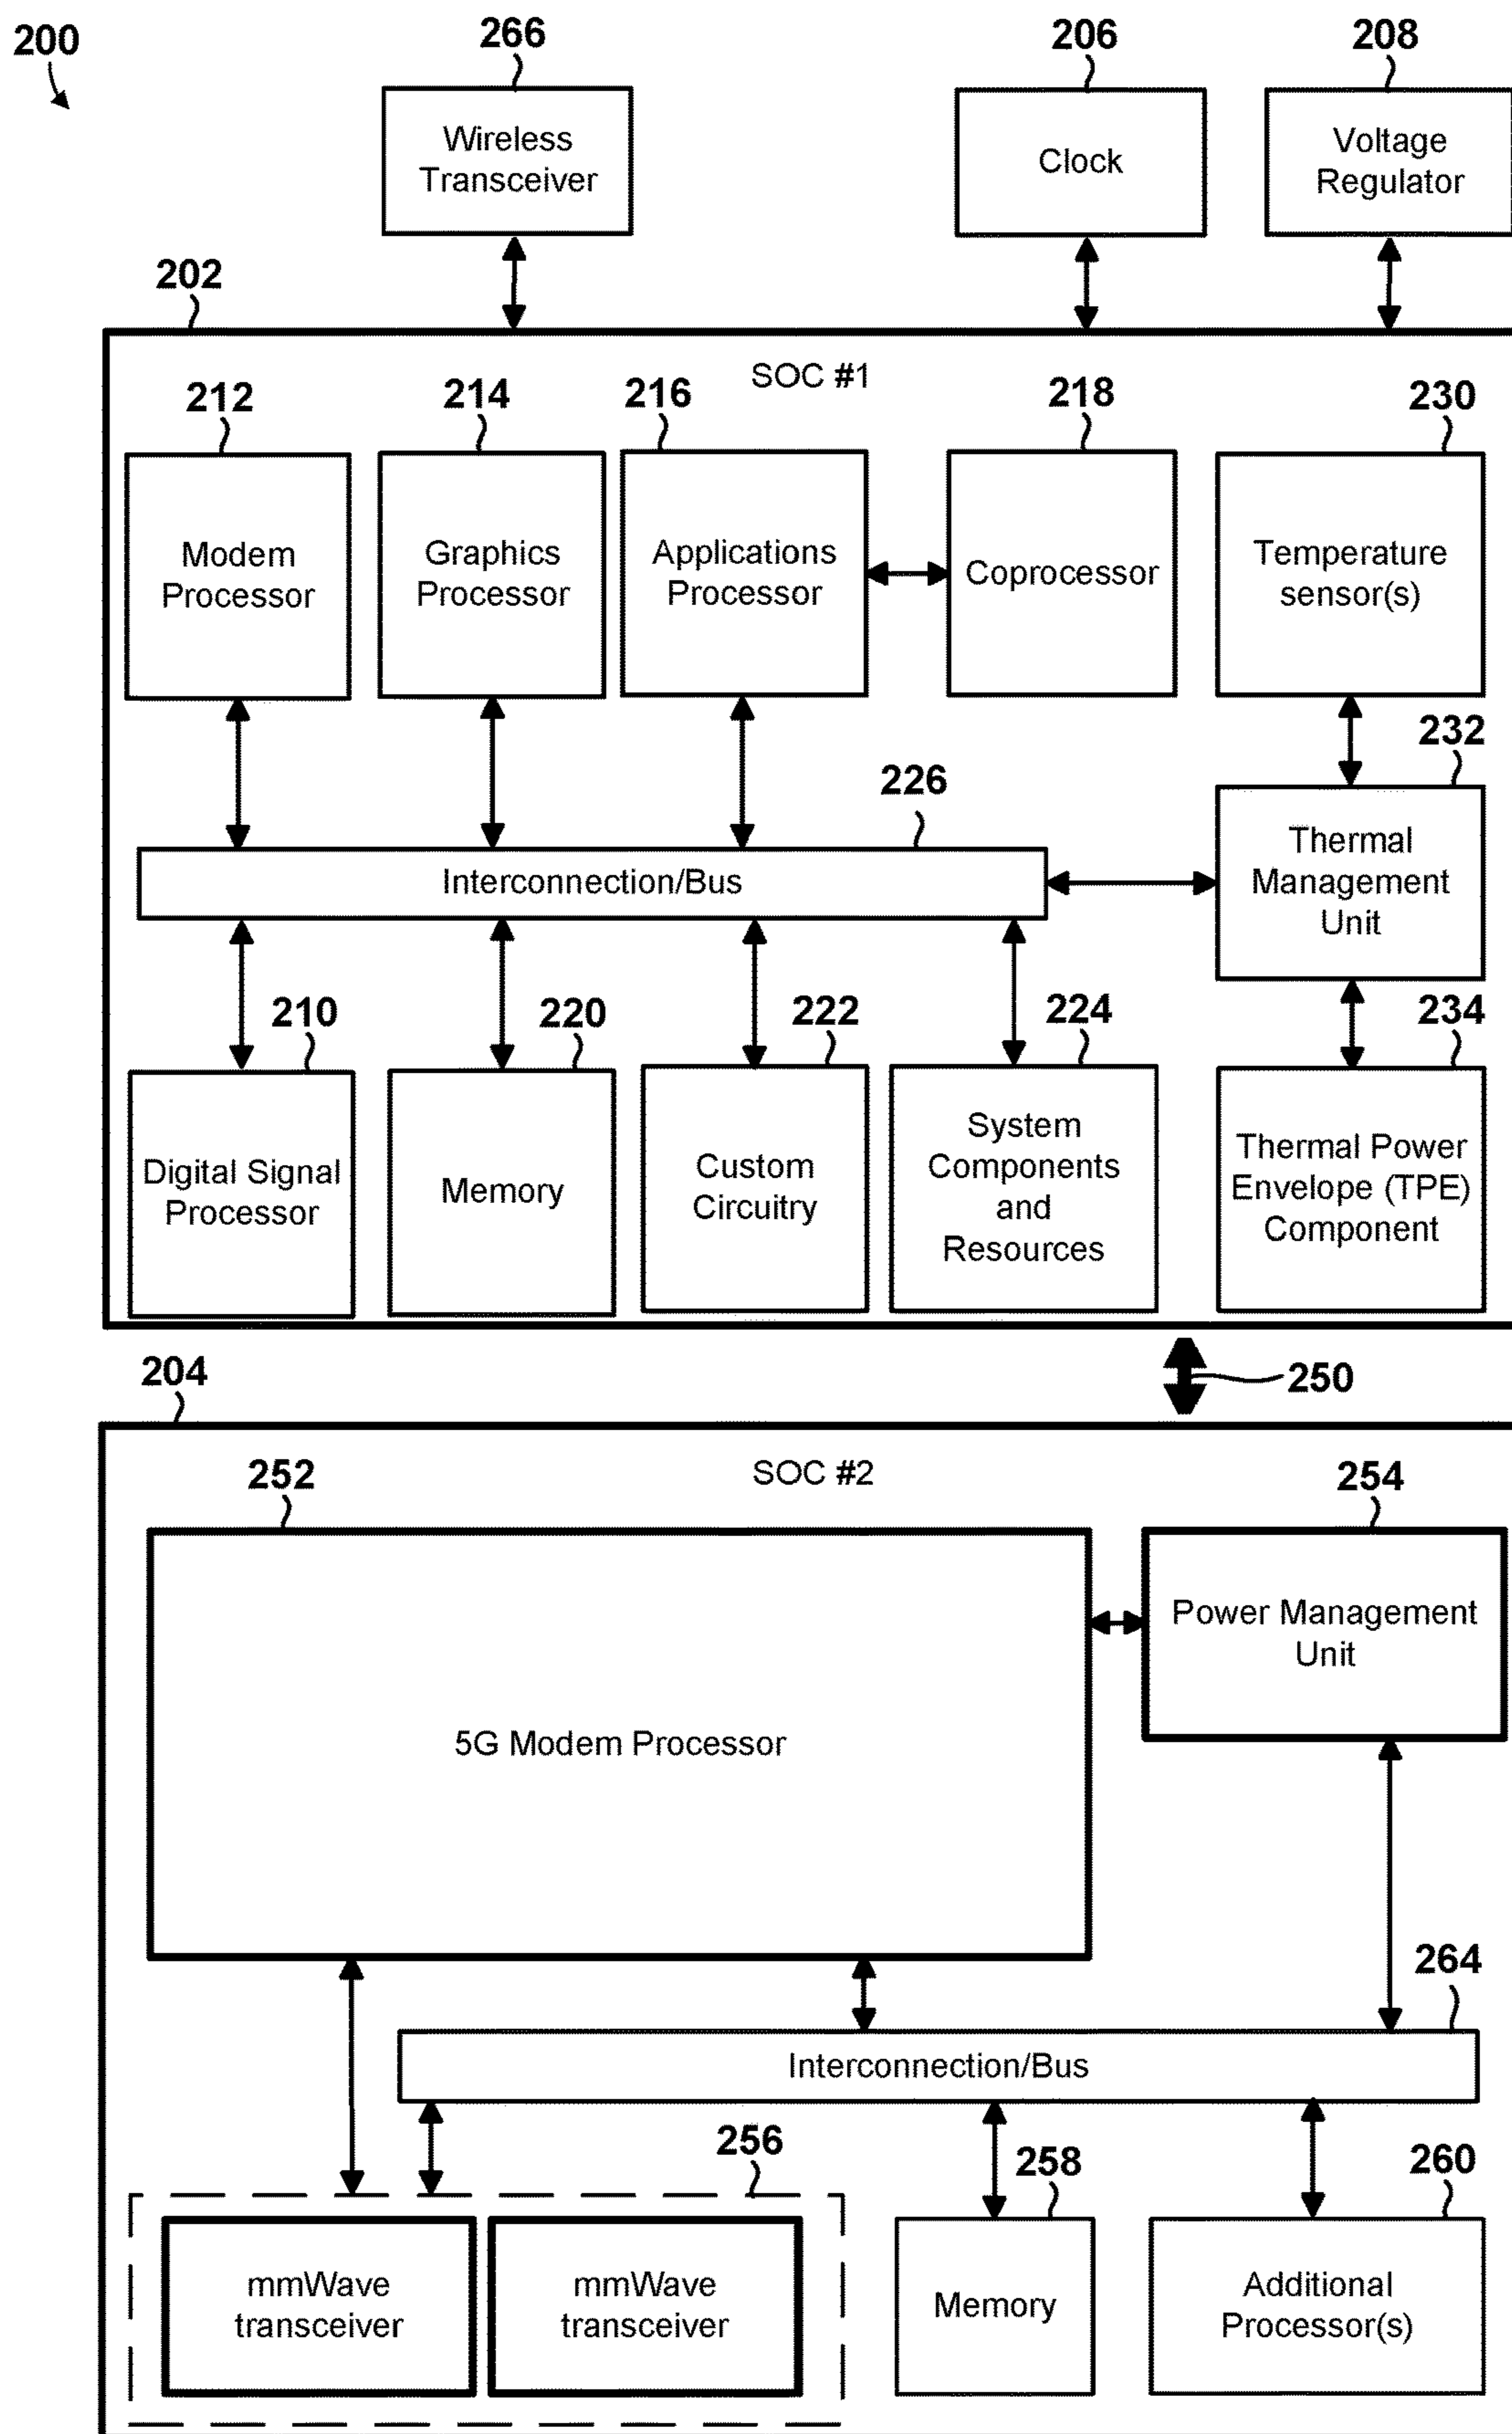 200
266
206
208
Wireless
Transceiver
Clock
Voltage
Regulator
202
SOC #1
212
214
216
218
230
Modem
Processor
Graphics
Processor
Applications
Processor
Coprocessor
Temperature
sensor(s)
232
226
Interconnection/Bus
Thermal
Management
Unit
210
220
222
224
234
Digital Signal
Processor
Memory
Custom
Circuitry
System
Components
and
Resources
Thermal Power
Envelope (TPE)
Component
204
250
SOC #2
252
254
5G Modem Processor
Power Management
Unit
264
Interconnection/Bus
256
258
260
mmWave
transceiver
mmWave
transceiver
Memory
Additional
Processor(s)